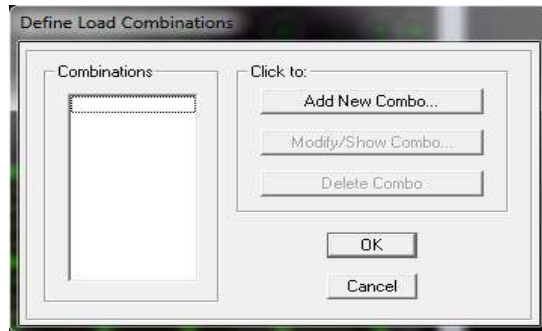 Define Load Combinations
Combinations
Click to:
Add New Combo...
Modify/Show Combo...
Delete Combo
OK
Cancel